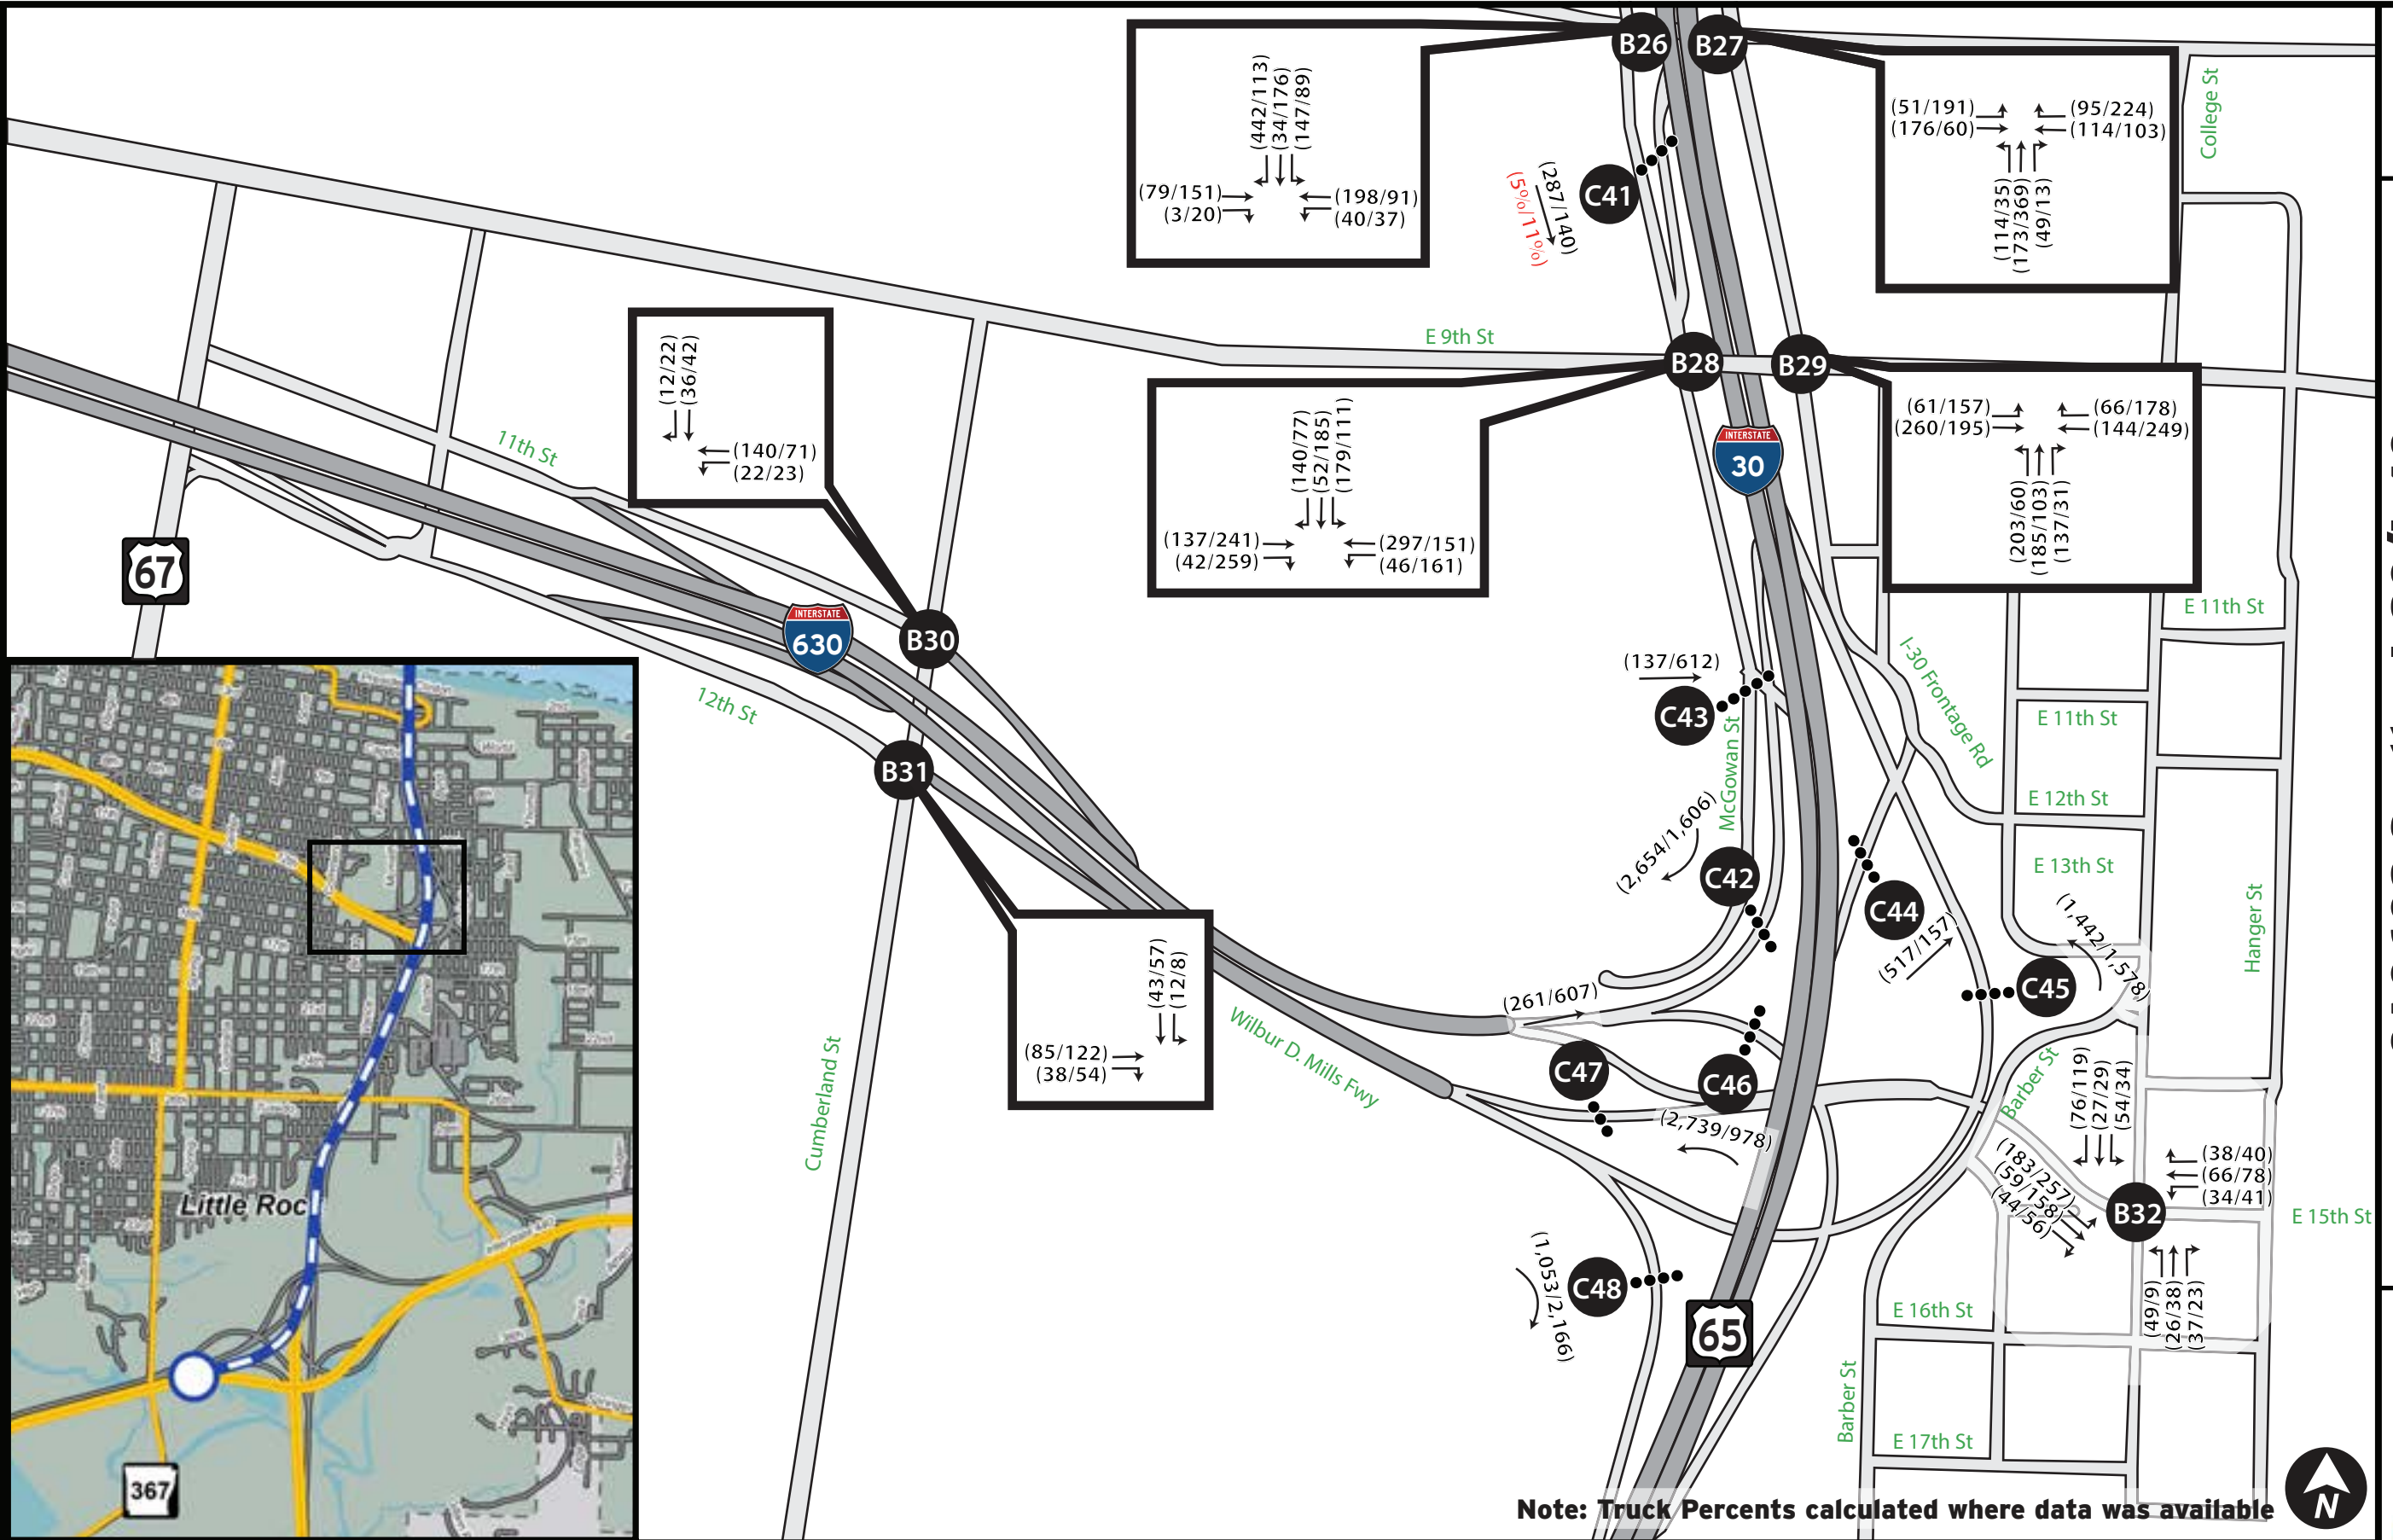 B26
B27
(442/113)
(34/176)
(147/89)
(79/151)
(3/20)
(198/91)
(40/37)
(51/191)
(176/60)
(95/224)
(114/103)
(114/35)
(173/369)
(49/13)
College St
C41
(287/140)
(5%/11%)
E 9th St
B28
B29
(12/22)
(36/42)
(140/71)
(22/23)
11th St
(140/77)
(52/185)
(179/111)
(137/241)
(42/259)
(297/151)
(46/161)
INTERSTATE
30
(61/157)
(260/195)
(66/178)
(144/249)
(203/60)
(185/103)
(137/31)
67
INTERSTATE
630
B30
12th St
B31
(137/612)
C43
McGowan St
I-30 Frontage Rd
E 11th St
E 11th St
E 12th St
E 13th St
Hanger St
(2,654/1,606)
C42
C44
(517/157)
(1,442/1,578)
C45
(43/57)
(12/8)
(85/122)
(38/54)
Cumberland St
Wilbur D. Mills Fwy
(261/607)
C47
C46
(2,739/978)
Barber St
(76/119)
(27/29)
(54/34)
(183/257)
(59/158)
(44/56)
(38/40)
(66/78)
(34/41)
B32
E 15th St
(49/9)
(26/38)
(37/23)
(1,053/2,166)
C48
65
E 16th St
Barber St
E 17th St
Little Roc
367
Note: Truck Percents calculated where data was available
N